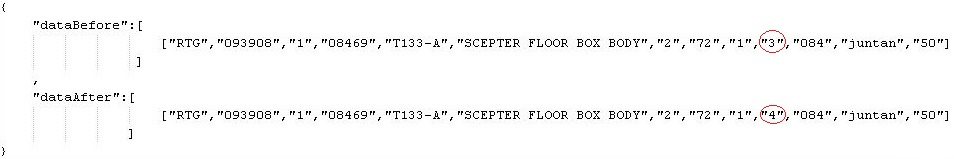 {
"dataBefore":[
["RTG","093908","1","08469","T133-A","SCEPTER FLOOR BOX BODY","2","72","1","3","084","juntan","50"]
]
,
"dataAfter":[
["RTG","093908","1","08469","T133-A","SCEPTER FLOOR BOX BODY","2","72","1","4","084","juntan","50"]
]
}